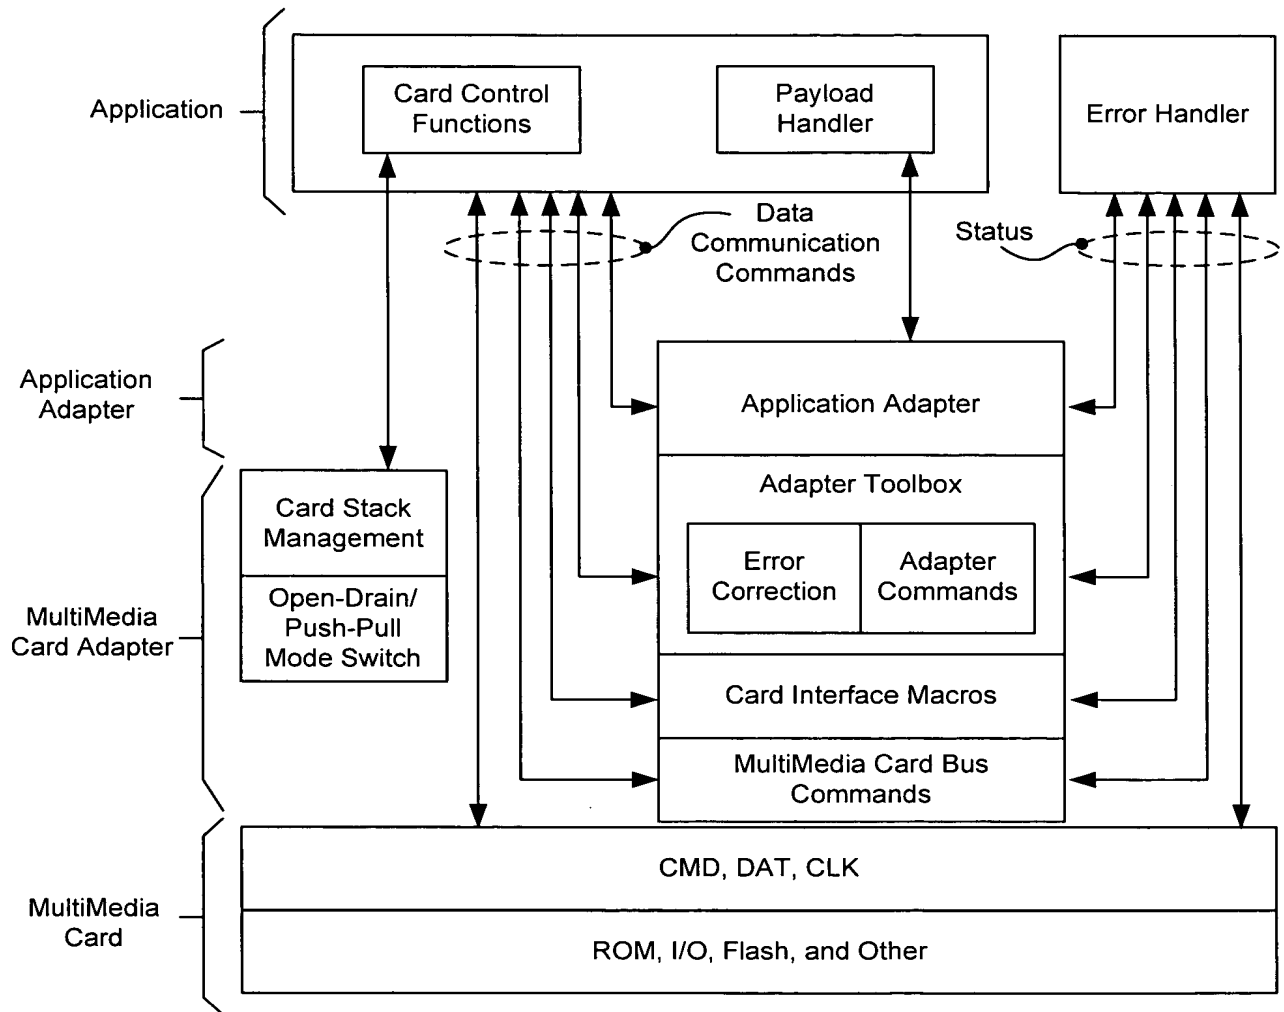 Application
Card Control
Functions
Payload
Handler
Error Handler
Data
Communication
Commands
Status
Application
Adapter
Application Adapter
Adapter Toolbox
Error
Correction
Adapter
Commands
Card Stack
Management
Open-Drain/
Push-Pull
Mode Switch
MultiMedia
Card Adapter
Card Interface Macros
MultiMedia Card Bus
Commands
MultiMedia
Card
CMD, DAT, CLK
ROM, I/O, Flash, and Other